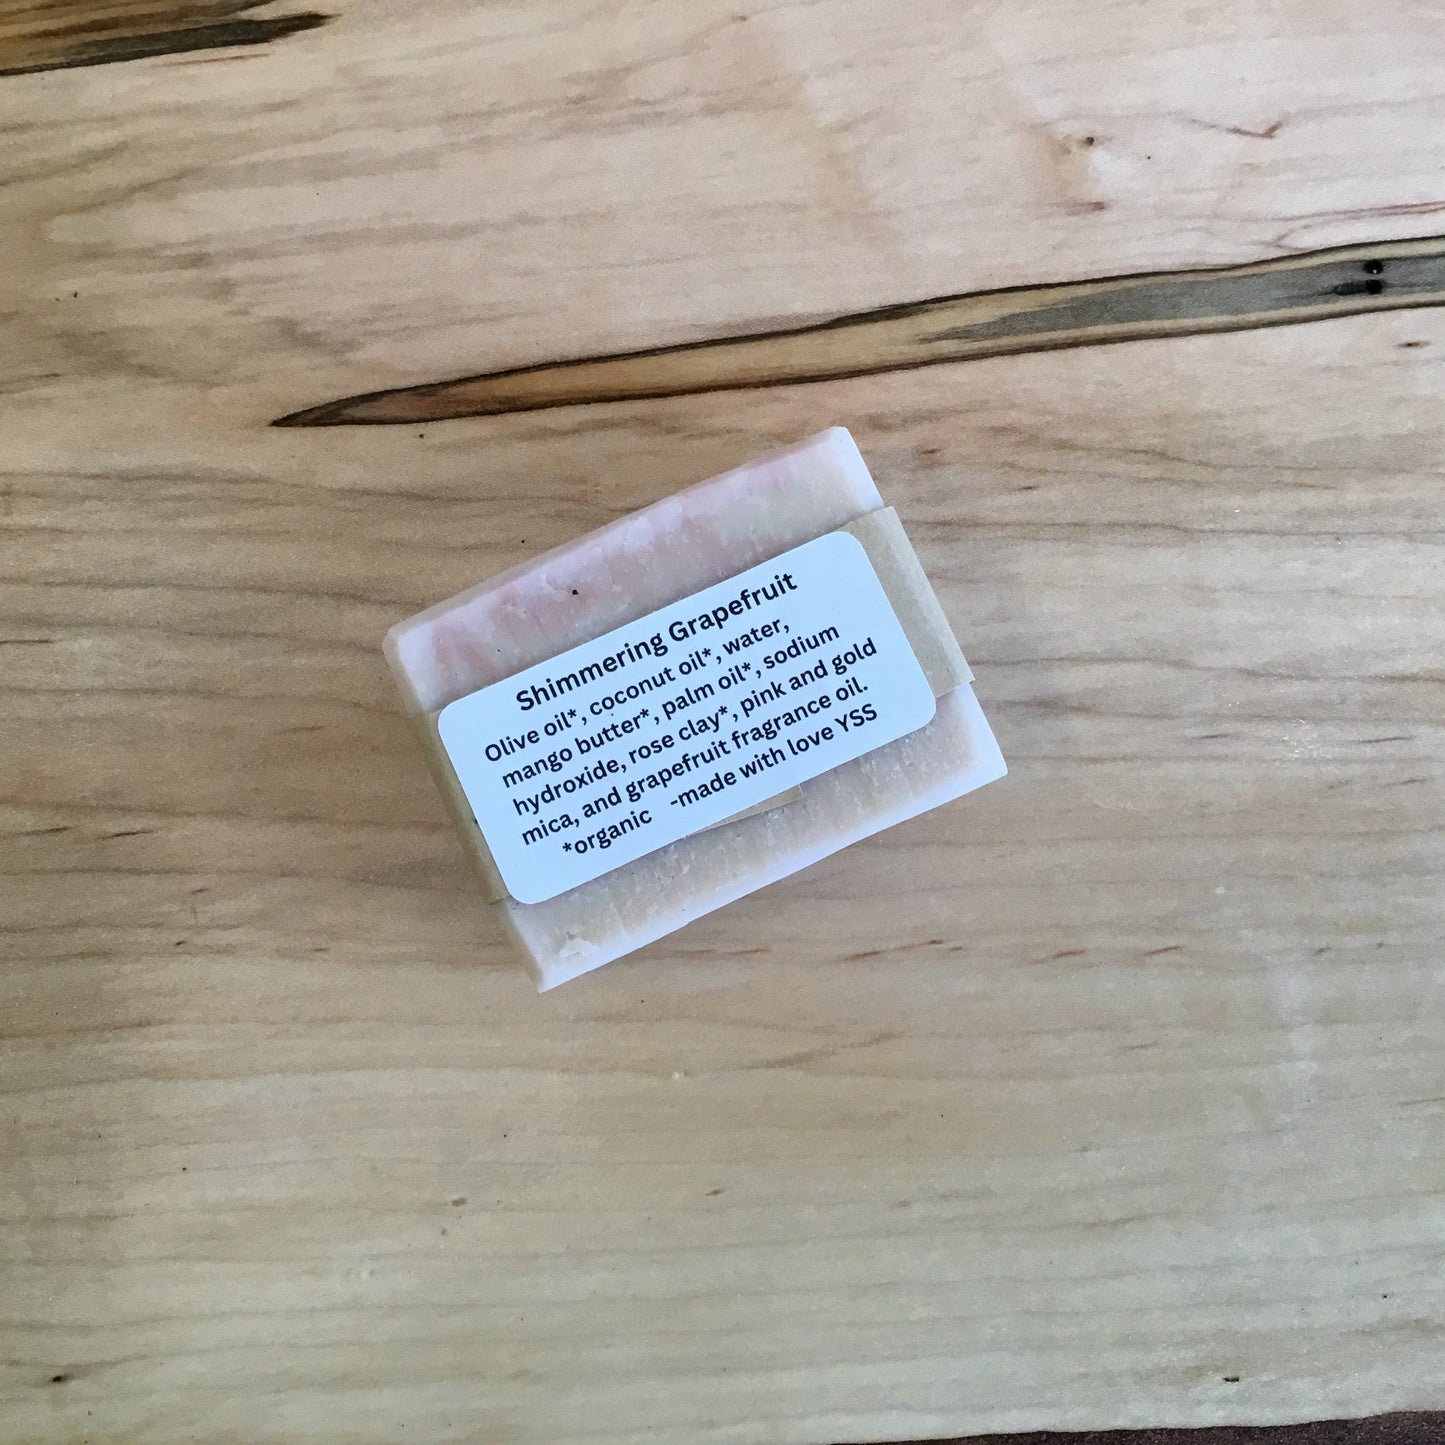 Shimmering Grapefruit
Olive oil*, coconut oil*, water,
mango butter*, palm oil*, sodium
hydroxide, rose clay*, pink and gold
mica, and grapefruit fragrance oil.
*organic -made with love YSS